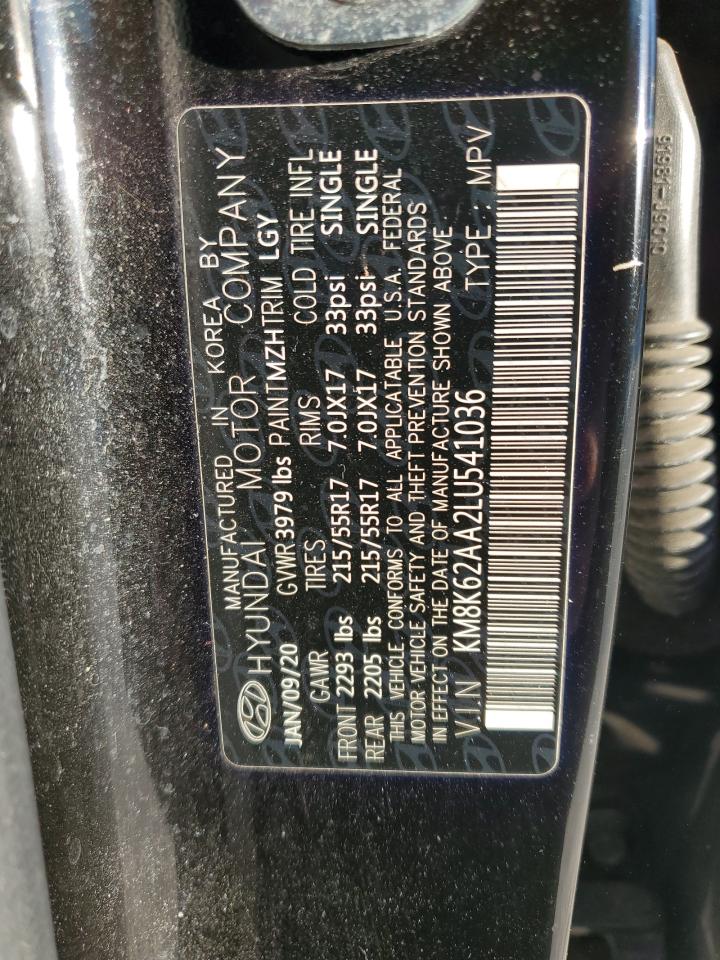 MANUFACTURED IN KOREA BY
HYUNDAI MOTOR COMPANY
JAN/09/20 GVWR 3979 lbs PAINT MZH TRIM LGY
GAWR TIRES RIMS COLD TIRE INFL
FRONT 2293 lbs 215/55R17 7.0JX17 33psi SINGLE
REAR 2205 lbs 215/55R17 7.0JX17 33psi SINGLE
THIS VEHICLE CONFORMS TO ALL APPLICATABLE U.S.A. FEDERAL
MOTOR VEHICLE SAFETY AND THEFT PREVENTION STANDARDS
IN EFFECT ON THE DATE OF MANUFACTURE SHOWN ABOVE
V.I.N KM8K62AA2LU541036 TYPE : MPV